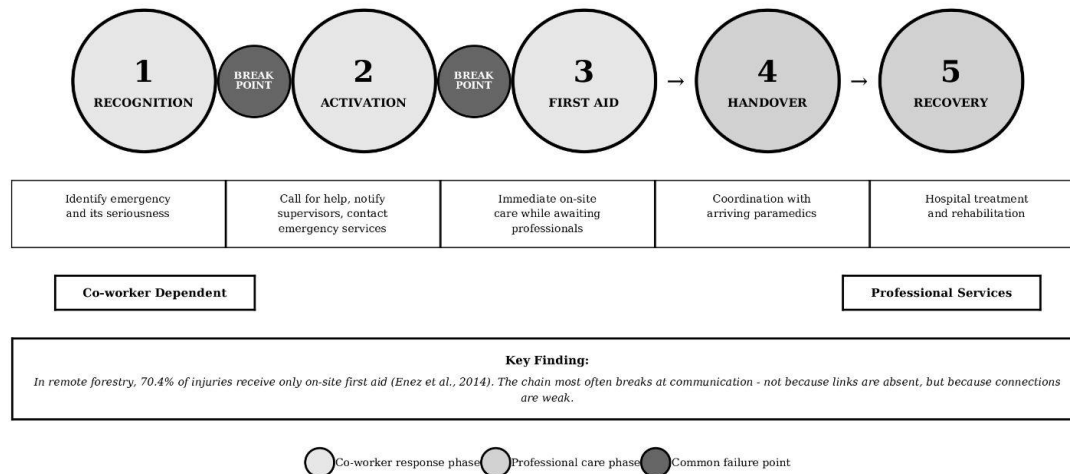 1
RECOGNITION
BREAK
POINT
2
ACTIVATION
BREAK
POINT
3
FIRST AID
→
4
HANDOVER
→
5
RECOVERY
Identify emergency
and its seriousness
Call for help, notify
supervisors, contact
emergency services
Immediate on-site
care while awaiting
professionals
Coordination with
arriving paramedics
Hospital treatment
and rehabilitation
Co-worker Dependent
Professional Services
Key Finding:
In remote forestry, 70.4% of injuries receive only on-site first aid (Enez et al., 2014). The chain most often breaks at communication - not because links are absent, but because connections
are weak.
Co-worker response phase
Professional care phase
Common failure point